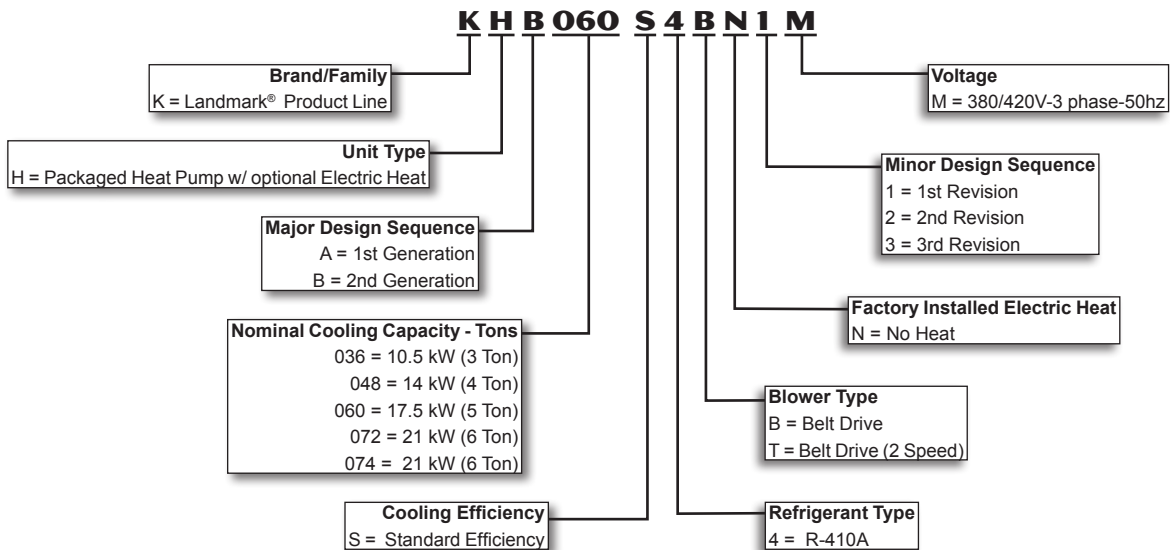 K H B 060 S 4 B N 1 M
Brand/Family
K = Landmark® Product Line
Unit Type
H = Packaged Heat Pump w/ optional Electric Heat
Major Design Sequence
A = 1st Generation
B = 2nd Generation
Nominal Cooling Capacity - Tons
036 = 10.5 kW (3 Ton)
048 = 14 kW (4 Ton)
060 = 17.5 kW (5 Ton)
072 = 21 kW (6 Ton)
074 = 21 kW (6 Ton)
Cooling Efficiency
S = Standard Efficiency
Voltage
M = 380/420V-3 phase-50hz
Minor Design Sequence
1 = 1st Revision
2 = 2nd Revision
3 = 3rd Revision
Factory Installed Electric Heat
N = No Heat
Blower Type
B = Belt Drive
T = Belt Drive (2 Speed)
Refrigerant Type
4 = R-410A